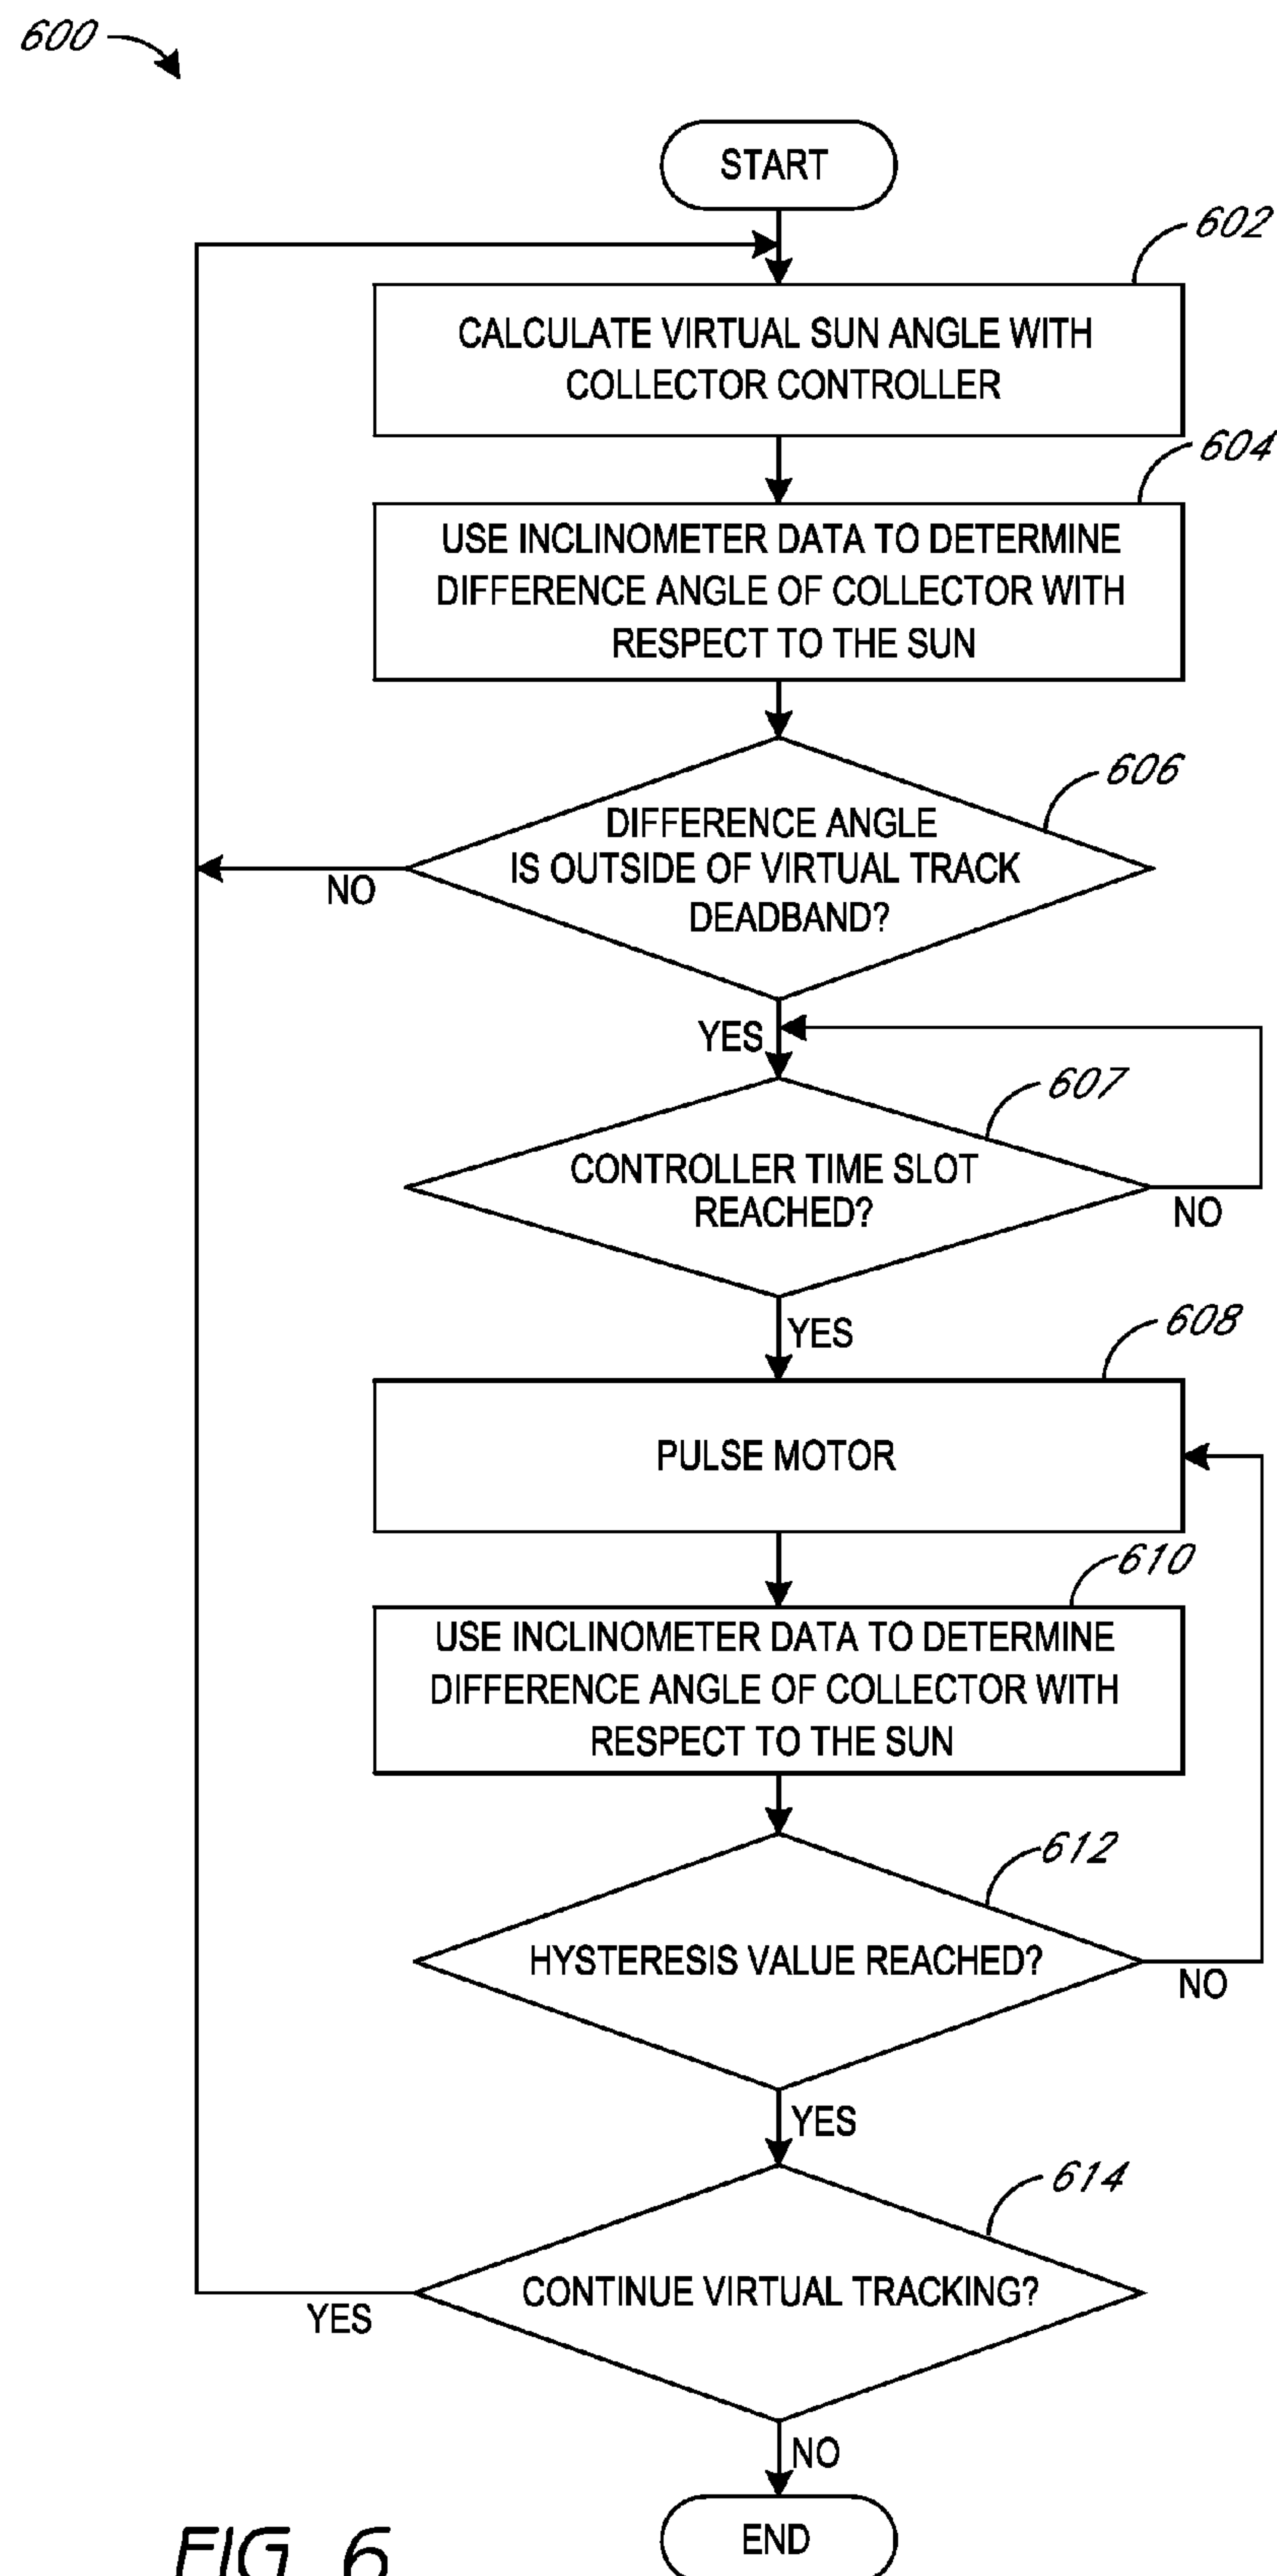 600
START
602
CALCULATE VIRTUAL SUN ANGLE WITH
COLLECTOR CONTROLLER
604
USE INCLINOMETER DATA TO DETERMINE
DIFFERENCE ANGLE OF COLLECTOR WITH
RESPECT TO THE SUN
606
DIFFERENCE ANGLE
IS OUTSIDE OF VIRTUAL TRACK
DEADBAND?
NO
YES
607
CONTROLLER TIME SLOT
REACHED?
NO
YES
608
PULSE MOTOR
610
USE INCLINOMETER DATA TO DETERMINE
DIFFERENCE ANGLE OF COLLECTOR WITH
RESPECT TO THE SUN
612
HYSTERESIS VALUE REACHED?
NO
YES
614
CONTINUE VIRTUAL TRACKING?
YES
NO
END
FIG. 6